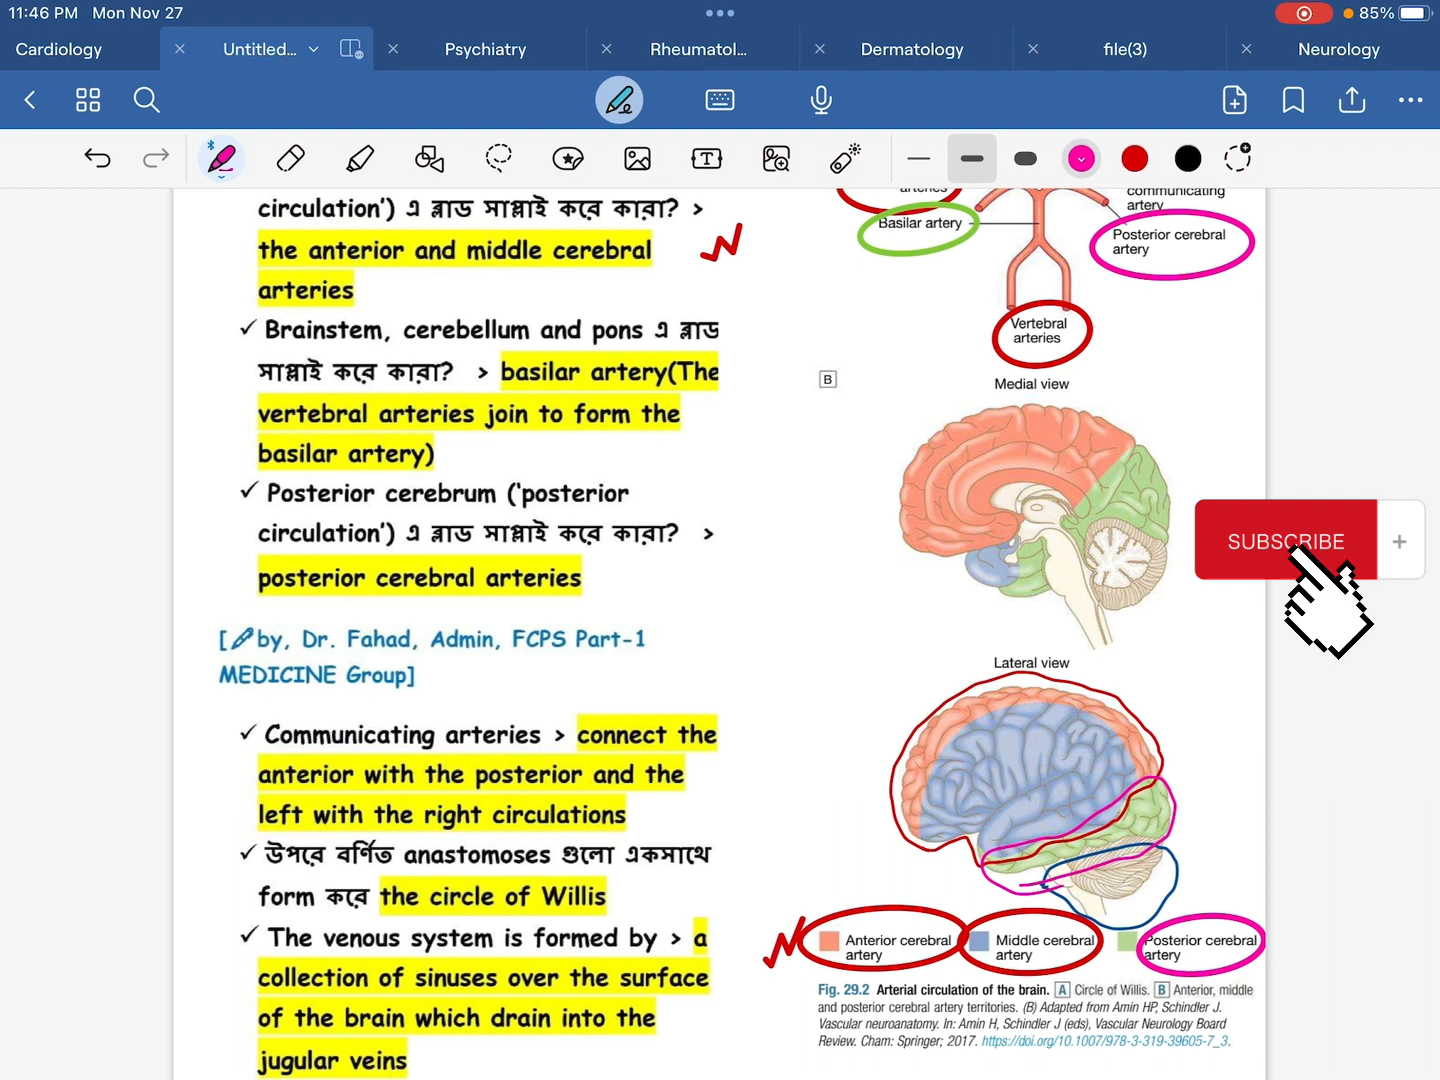 11:46 PM Mon Nov 27
85%
Cardiology
Untitled...
Psychiatry
Rheumatol...
Dermatology
file(3)
Neurology
circulation') এ ব্লাড সাপ্লাই করে কারা? >
the anterior and middle cerebral
arteries
✓ Brainstem, cerebellum and pons এ ব্লাড
সাপ্লাই করে কারা? > basilar artery(The
vertebral arteries join to form the
basilar artery)
✓ Posterior cerebrum ('posterior
circulation') এ ব্লাড সাপ্লাই করে কারা? >
posterior cerebral arteries
[by, Dr. Fahad, Admin, FCPS Part-1
MEDICINE Group]
✓ Communicating arteries > connect the
anterior with the posterior and the
left with the right circulations
✓ উপরে বর্ণিত anastomoses গুলো একসাথে
form করে the circle of Willis
✓ The venous system is formed by > a
collection of sinuses over the surface
of the brain which drain into the
jugular veins
arteries
Basilar artery
communicating
artery
Posterior cerebral
artery
Vertebral
arteries
B
Medial view
SUBSCRIBE +
Lateral view
Anterior cerebral
artery
Middle cerebral
artery
Posterior cerebral
artery
Fig. 29.2 Arterial circulation of the brain. A Circle of Willis. B Anterior, middle
and posterior cerebral artery territories. (B) Adapted from Amin HP, Schindler J.
Vascular neuroanatomy. In: Amin H, Schindler J (eds), Vascular Neurology Board
Review. Cham: Springer; 2017. https://doi.org/10.1007/978-3-319-39605-7_3.